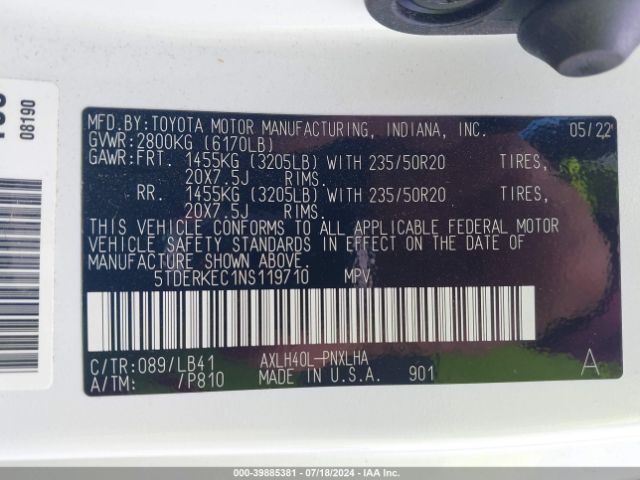 08190
MFD.BY:TOYOTA MOTOR MANUFACTURING, INDIANA, INC. 05/22
GVWR:2800KG (6170LB)
GAWR:FRT. 1455KG (3205LB) WITH 235/50R20 TIRES,
20X7.5J RIMS.
RR. 1455KG (3205LB) WITH 235/50R20 TIRES,
20X7.5J RIMS.
THIS VEHICLE CONFORMS TO ALL APPLICABLE FEDERAL MOTOR
VEHICLE SAFETY STANDARDS IN EFFECT ON THE DATE OF
MANUFACTURE SHOWN ABOVE.
5TDERKEC1NS119710 MPV
C/TR:089/LB41 AXLH40L-PNXLHA
A/TM: /P810 MADE IN U.S.A. 901 A
000-39885381 - 07/18/2024 - IAAI.COM